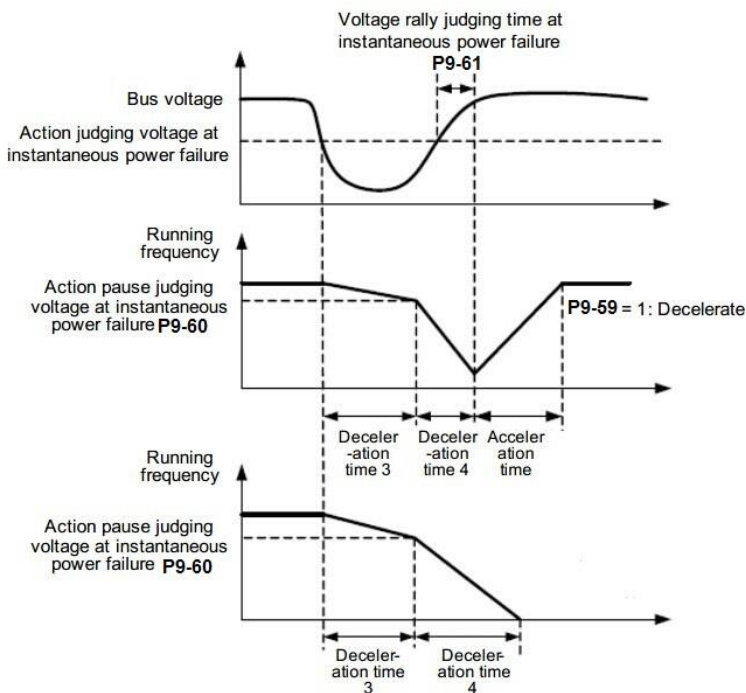 Voltage rally judging time at
instantaneous power failure
P9-61
Bus voltage
Action judging voltage at
instantaneous power failure
Running
frequency
Action pause judging
voltage at instantaneous
power failure P9-60
P9-59 = 1: Decelerate
Deceler
-ation
time 3
Deceler
-ation
time 4
Acceler
ation
time
Running
frequency
Action pause judging
voltage at instantaneous
power failure P9-60
Deceler-
ation time
3
Deceler-
ation time
4